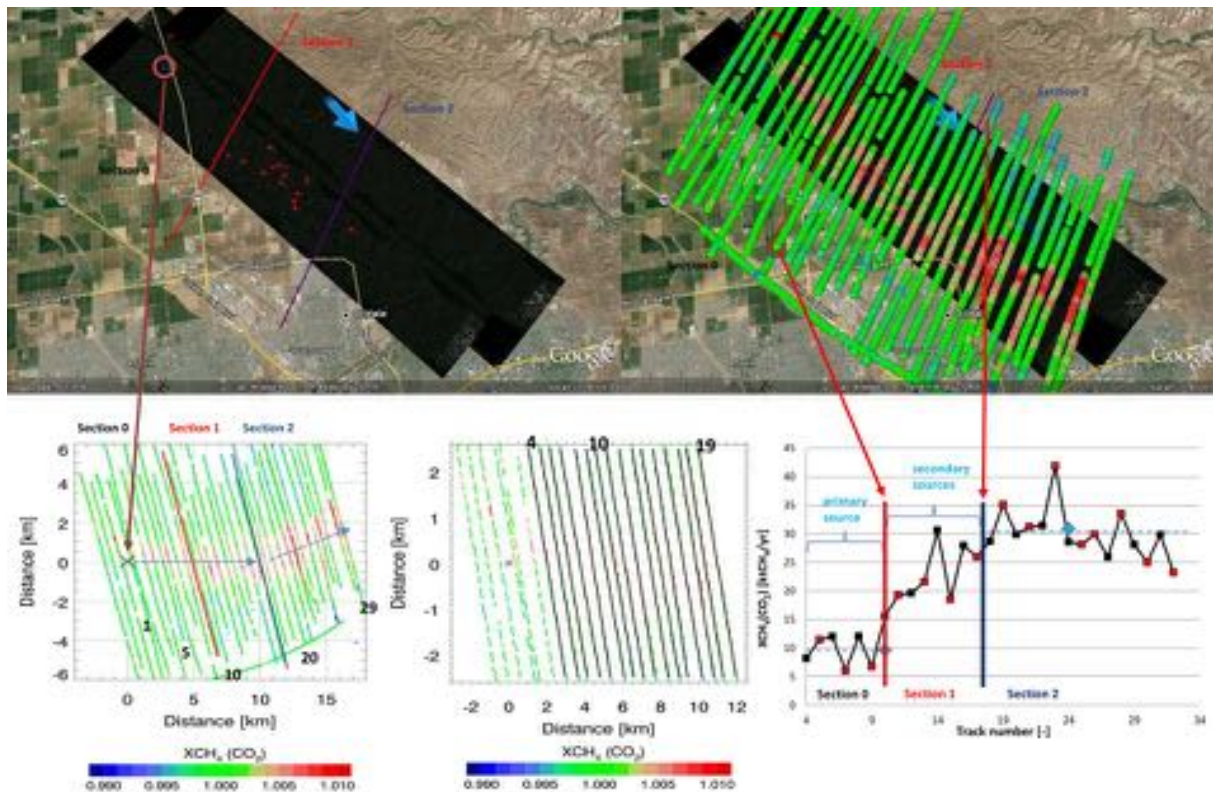 Section 1
Section 2
Section 0
Google
Section 2
Section 0
Google
Section 0 Section 1 Section 2
6
4
2
0
-2
-4
-6
Distance [km]
1
5
10
20
29
0 5 10 15
Distance [km]
XCH₄ (CO₂)
0.990 0.995 1.000 1.005 1.010
4 10 19
2
1
0
-1
-2
Distance [km]
-2 0 2 4 6 8 10 12
Distance [km]
XCH₄ (CO₂)
0.990 0.995 1.000 1.005 1.010
45
40
35
30
25
20
15
10
5
0
XCH₄(CO₂) [ktCH₄/yr]
primary
source
secondary
sources
Section 0 Section 1 Section 2
4 9 14 19 24 29 34
Track number [-]